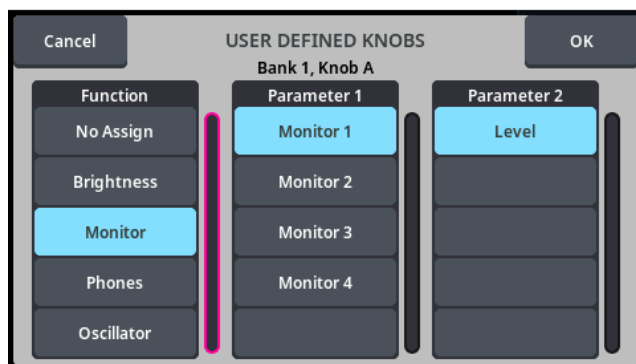 Cancel
USER DEFINED KNOBS
OK
Bank 1, Knob A
Function
Parameter 1
Parameter 2
No Assign
Monitor 1
Level
Brightness
Monitor 2
Monitor
Monitor 3
Phones
Monitor 4
Oscillator